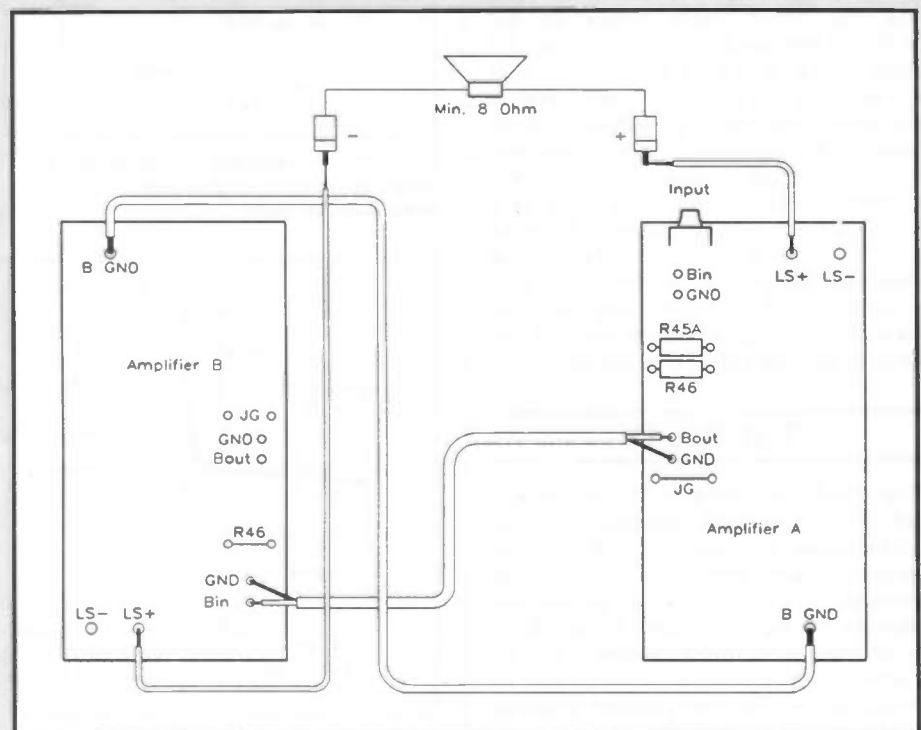 Min. 8 Ohm
-
+
Input
B GND
Bin
LS+
LS-
GND
R45A
Amplifier B
R46
JG
GND
Bout
Bout
GND
JG
R46
Amplifier A
GND
Bin
LS-
LS+
B GND